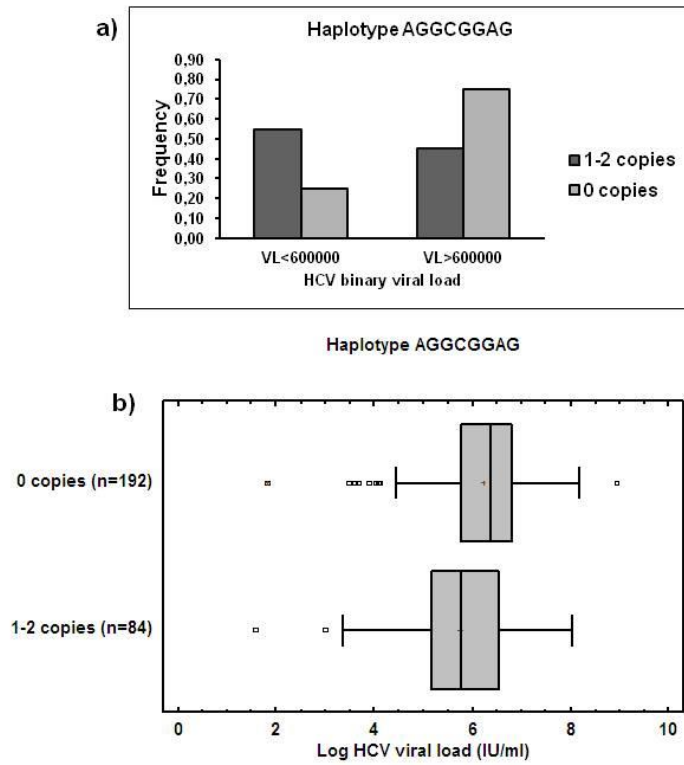 a)
Haplotype AGGCGGAG
Frequency
0,90
0,80
0,70
0,60
0,50
0,40
0,30
0,20
0,10
0,00
VL<600000
VL>600000
HCV binary viral load
1-2 copies
0 copies
Haplotype AGGCGGAG
b)
0 copies (n=192)
1-2 copies (n=84)
0 2 4 6 8 10
Log HCV viral load (IU/ml)